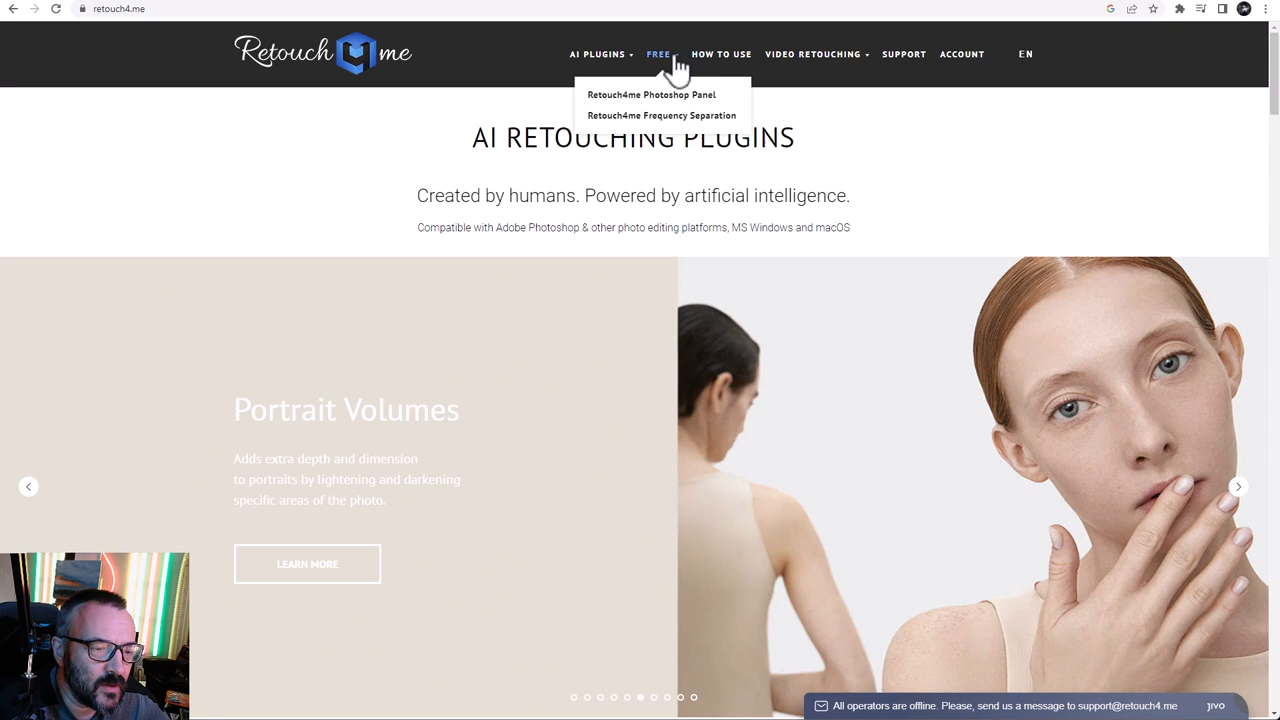 retouch4.me
Retouch4me
AI PLUGINS FREE HOW TO USE VIDEO RETOUCHING SUPPORT ACCOUNT EN
Retouch4me Photoshop Panel
Retouch4me Frequency Separation
AI RETOUCHING PLUGINS
Created by humans. Powered by artificial intelligence.
Compatible with Adobe Photoshop & other photo editing platforms, MS Windows and macOS
Portrait Volumes
Adds extra depth and dimension
to portraits by lightening and darkening
specific areas of the photo.
LEARN MORE
All operators are offline. Please, send us a message to support@retouch4.me jivo